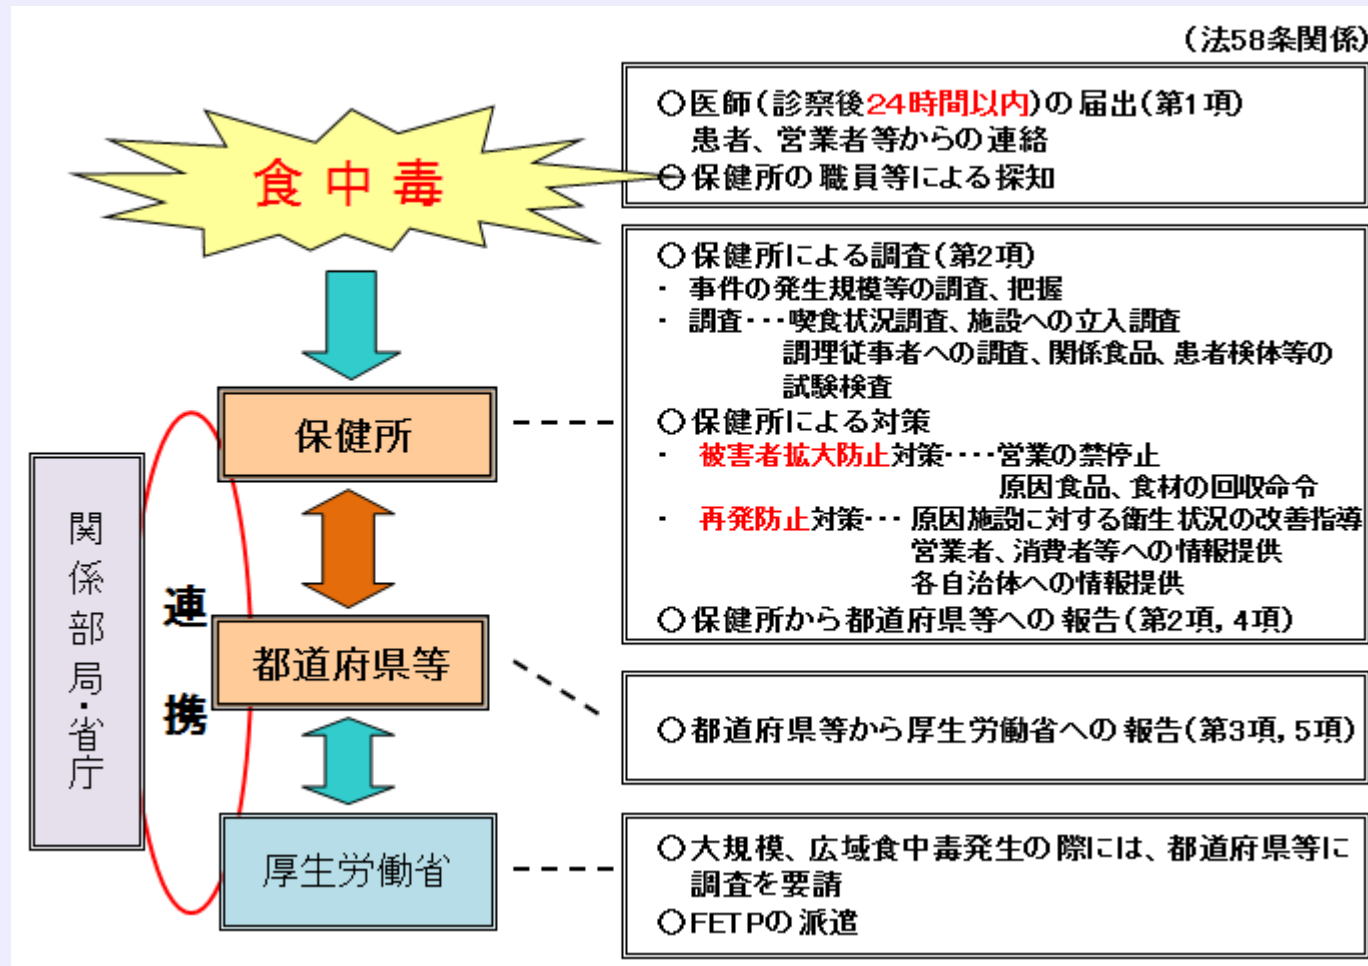 (法58条関係)
○医師(診察後24時間以内)の届出(第1項)
患者、営業者等からの連絡
○保健所の職員等による探知
食中毒
○保健所による調査(第2項)
・ 事件の発生規模等の調査、把握
・ 調査・・・喫食状況調査、施設への立入調査
調理従事者への調査、関係食品、患者検体等の
試験検査
○保健所による対策
・ 被害者拡大防止対策・・・・営業の禁停止
原因食品、食材の回収命令
・ 再発防止対策・・・ 原因施設に対する衛生状況の改善指導
営業者、消費者等への情報提供
各自治体への情報提供
○保健所から都道府県等への報告(第2項, 4項)
保健所
関係部局・省庁
連携
都道府県等
○都道府県等から厚生労働省への報告(第3項, 5項)
厚生労働省
○大規模、広域食中毒発生の際には、都道府県等に
調査を要請
○FETPの派遣